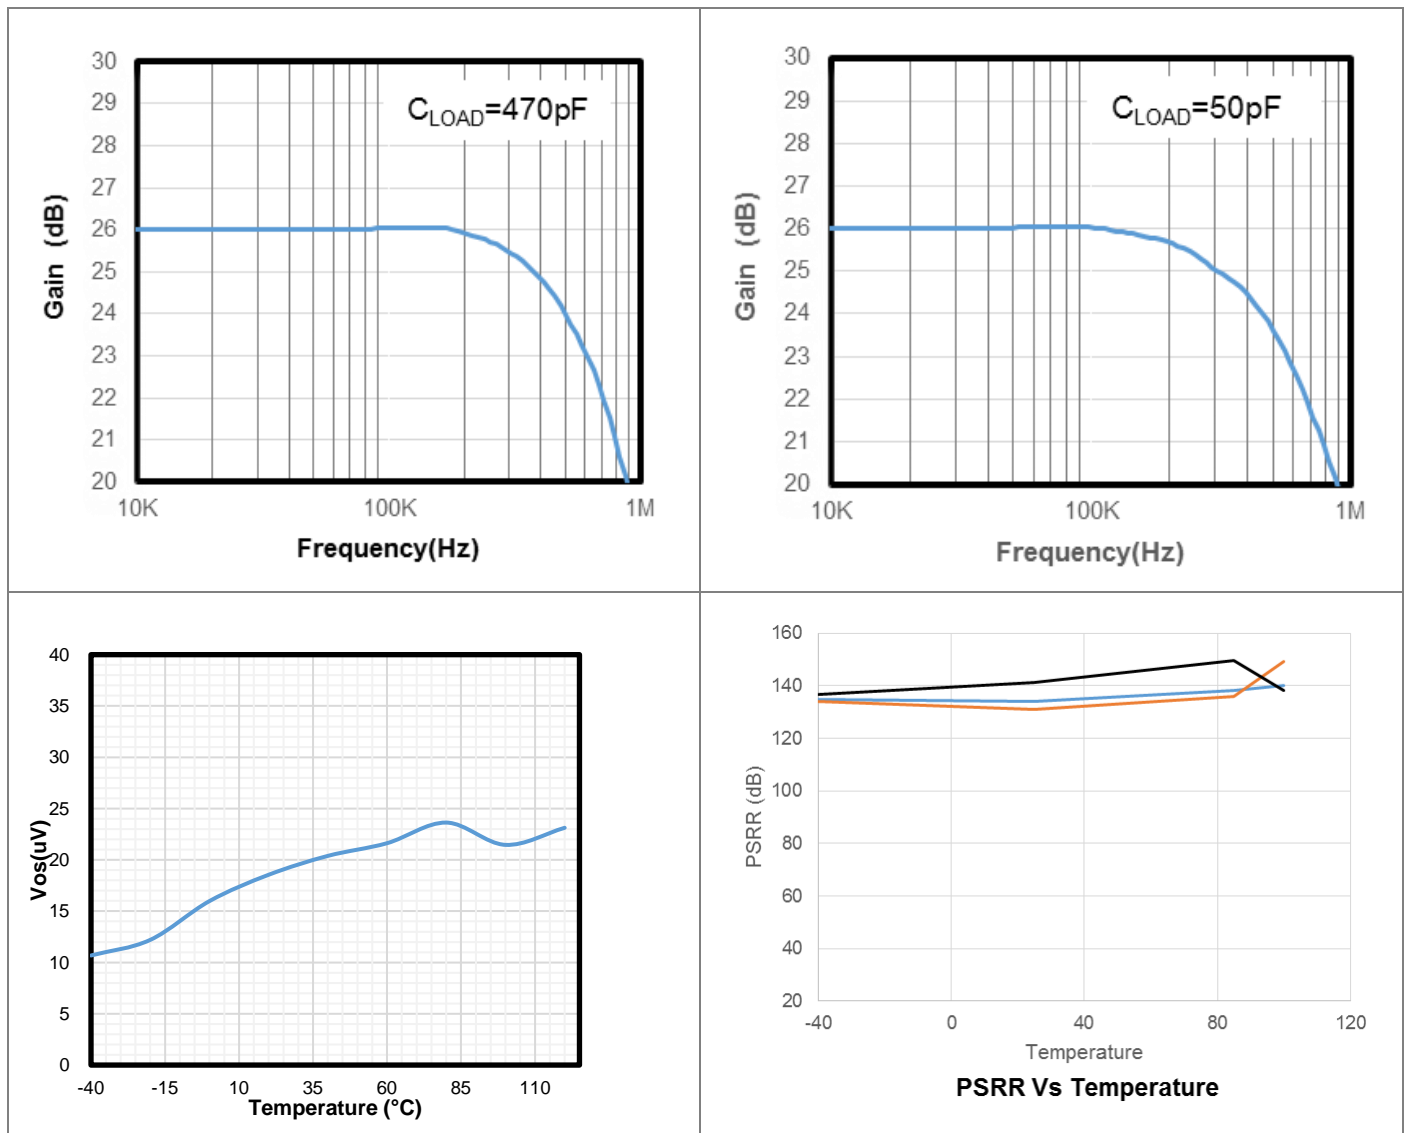 30
29
28
27
26
25
24
23
22
21
20
C_LOAD=470pF
Gain (dB)
10K 100K 1M
Frequency(Hz)
30
29
28
27
26
25
24
23
22
21
20
C_LOAD=50pF
Gain (dB)
10K 100K 1M
Frequency(Hz)
40
35
30
25
20
15
10
5
0
Vos(uV)
-40 -15 10 35 60 85 110
Temperature (°C)
160
140
120
100
80
60
40
20
PSRR (dB)
-40 0 40 80 120
Temperature
PSRR Vs Temperature